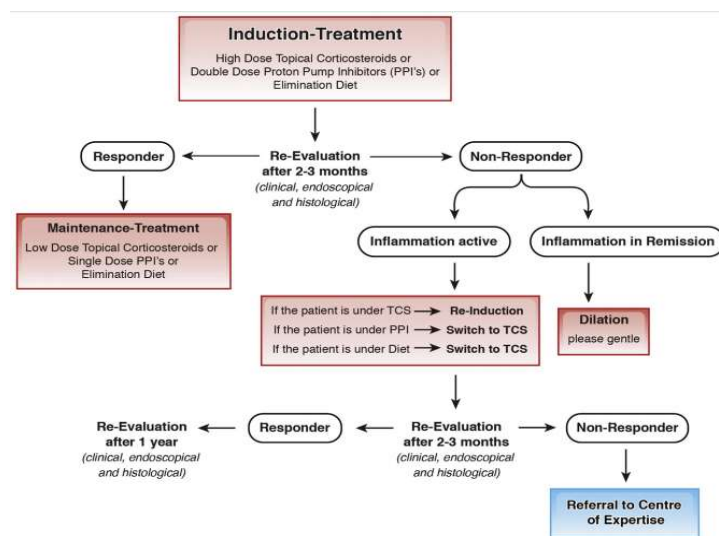 Induction-Treatment
High Dose Topical Corticosteroids or
Double Dose Proton Pump Inhibitors (PPI's) or
Elimination Diet
Responder
Re-Evaluation
after 2-3 months
(clinical, endoscopical
and histological)
Non-Responder
Maintenance-Treatment
Low Dose Topical Corticosteroids or
Single Dose PPI's or
Elimination Diet
Inflammation active
Inflammation in Remission
If the patient is under TCS Re-Induction
If the patient is under PPI Switch to TCS
If the patient is under Diet Switch to TCS
Dilation
please gentle
Re-Evaluation
after 1 year
(clinical, endoscopical
and histological)
Responder
Re-Evaluation
after 2-3 months
(clinical, endoscopical
and histological)
Non-Responder
Referral to Centre
of Expertise